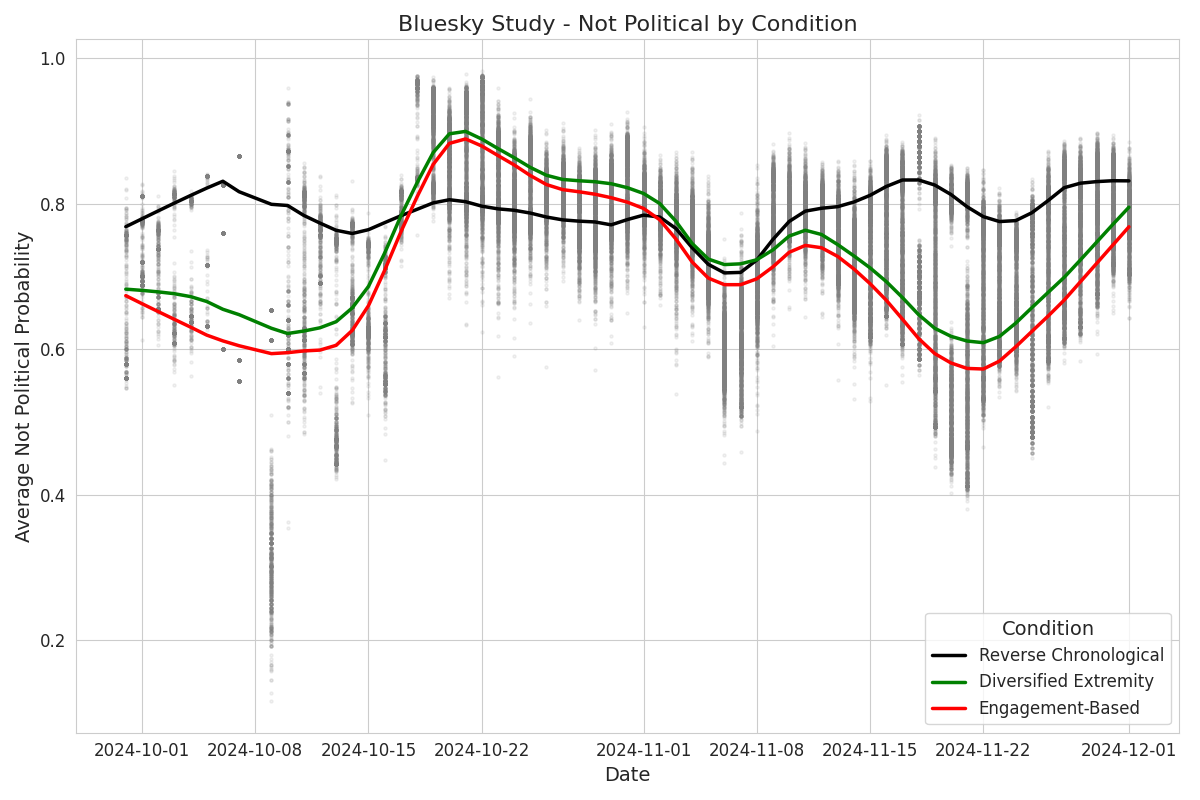 Bluesky Study - Not Political by Condition
Average Not Political Probability
1.0
0.8
0.6
0.4
0.2
2024-10-01
2024-10-08
2024-10-15
2024-10-22
2024-11-01
2024-11-08
2024-11-15
2024-11-22
2024-12-01
Date
Condition
Reverse Chronological
Diversified Extremity
Engagement-Based